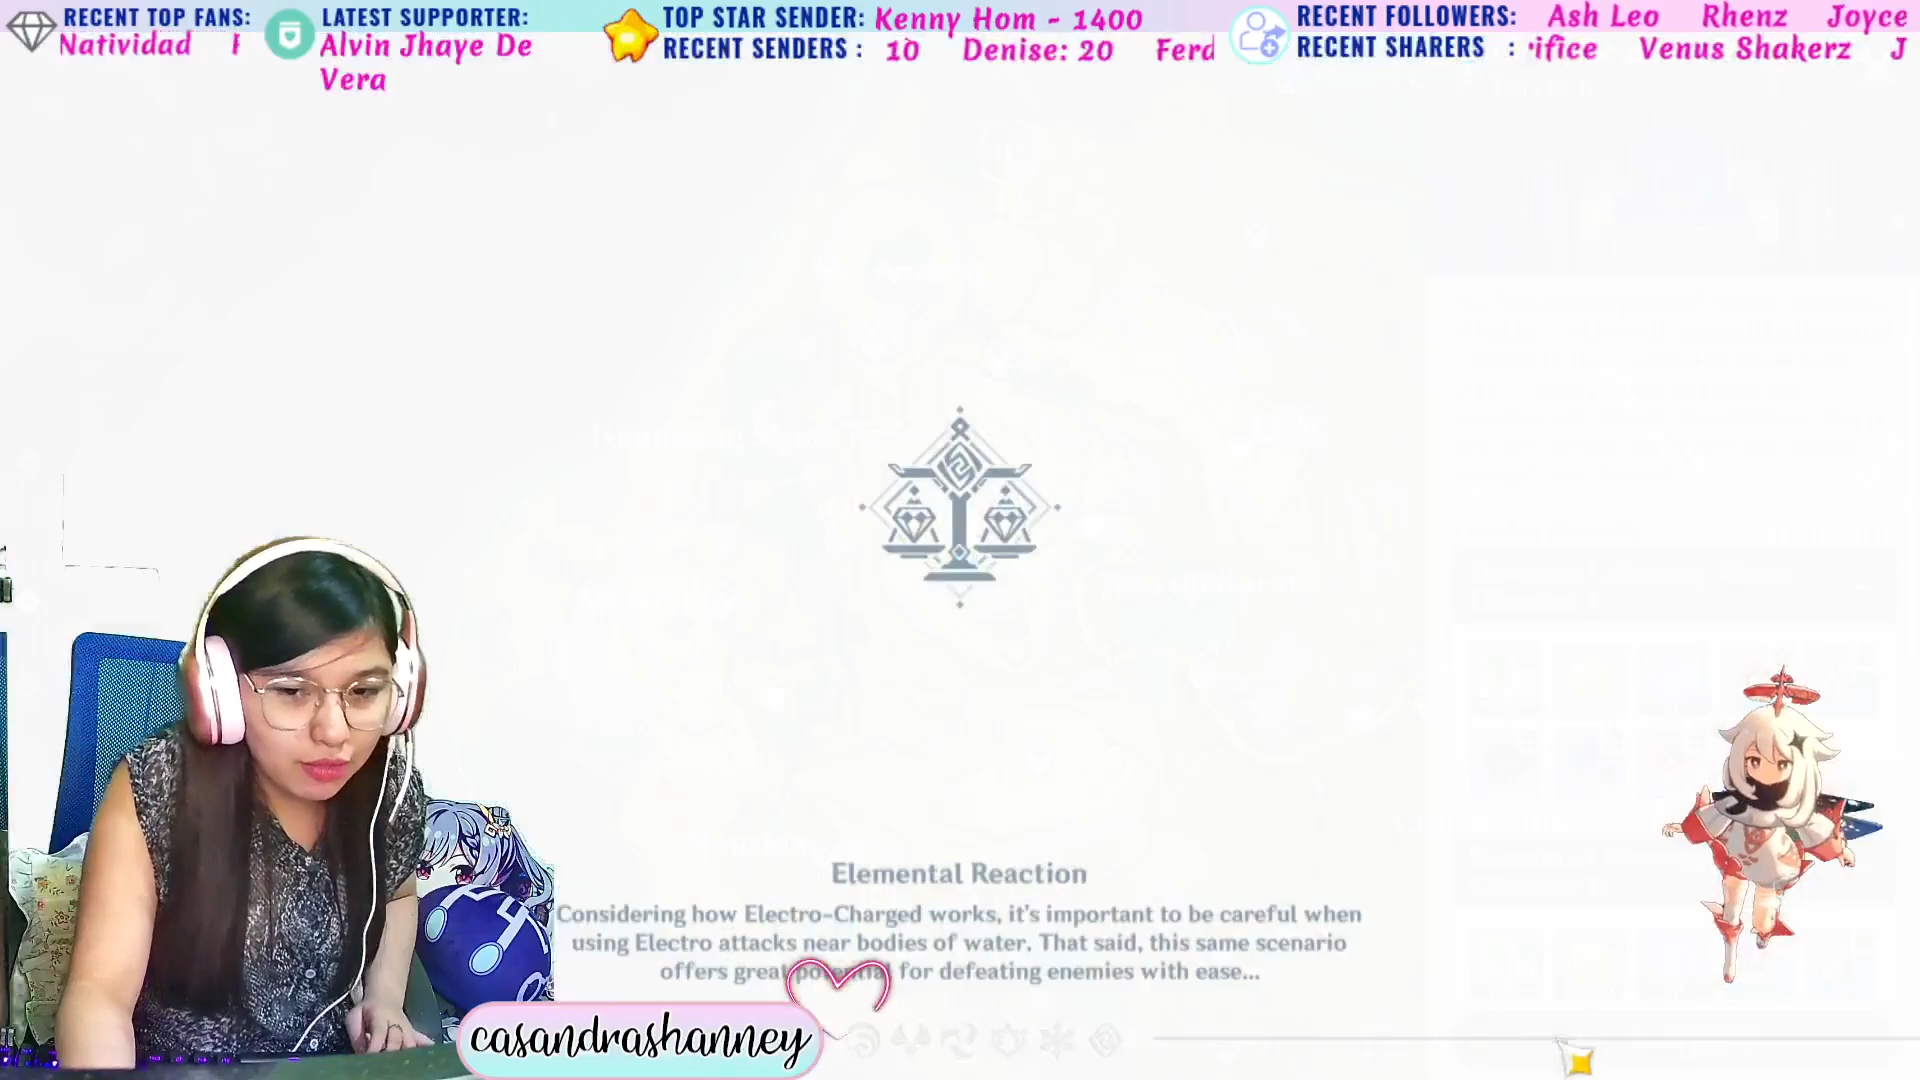 RECENT TOP FANS:
Natividad
LATEST SUPPORTER:
Alvin Jhaye De
Vera
TOP STAR SENDER: Kenny Hom - 1400
RECENT SENDERS : 10 Denise: 20 Ferd
RECENT FOLLOWERS: Ash Leo Rhenz Joyce
RECENT SHARERS : ifice Venus Shakerz J
Elemental Reaction
Considering how Electro-Charged works, it's important to be careful when
using Electro attacks near bodies of water. That said, this same scenario
offers great potential for defeating enemies with ease...
casandrashanney